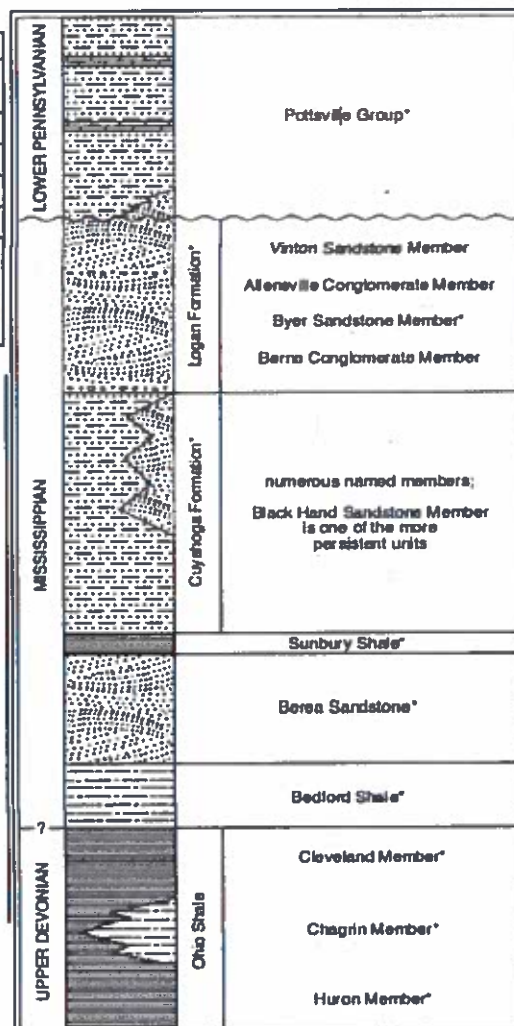 LOWER PENNSYLVANIAN
Pottsville Group*
MISSISSIPPIAN
Logan Formation*
Vinton Sandstone Member
Allensville Conglomerate Member
Byer Sandstone Member*
Berne Conglomerate Member
Cuyahoga Formation*
numerous named members;
Black Hand Sandstone Member
is one of the more
persistent units
Sunbury Shale*
Berea Sandstone*
Bedford Shale*
?
UPPER DEVONIAN
Ohio Shale
Cleveland Member*
Chagrin Member*
Huron Member*